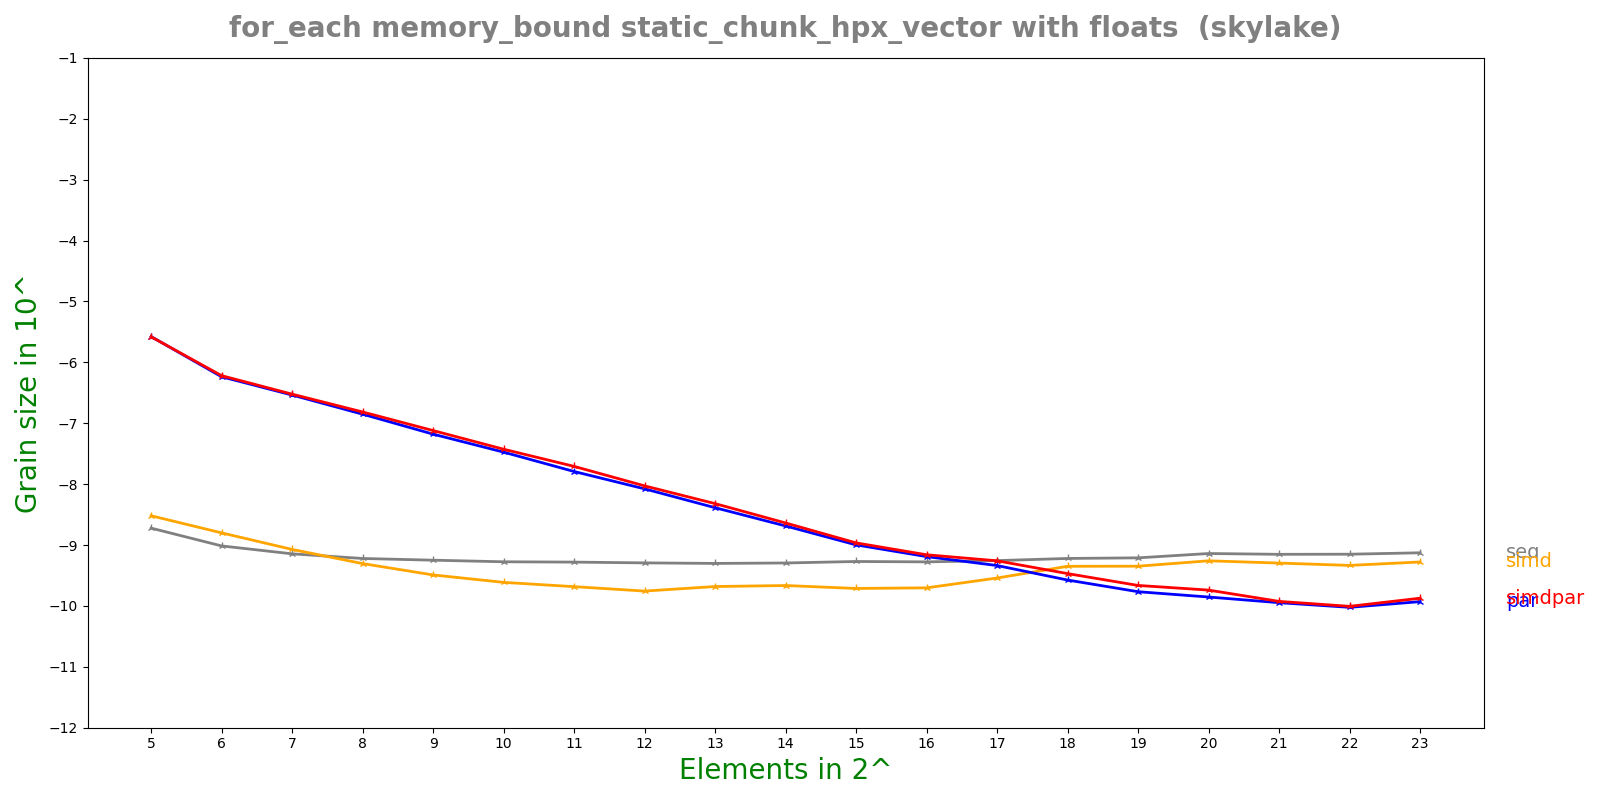 for_each memory_bound static_chunk_hpx_vector with floats (skylake)
−1
−2
−3
−4
−5
−6
−7
−8
−9
−10
−11
−12
Grain size in 10^
5 6 7 8 9 10 11 12 13 14 15 16 17 18 19 20 21 22 23
Elements in 2^
seq
simd
simdpar
par